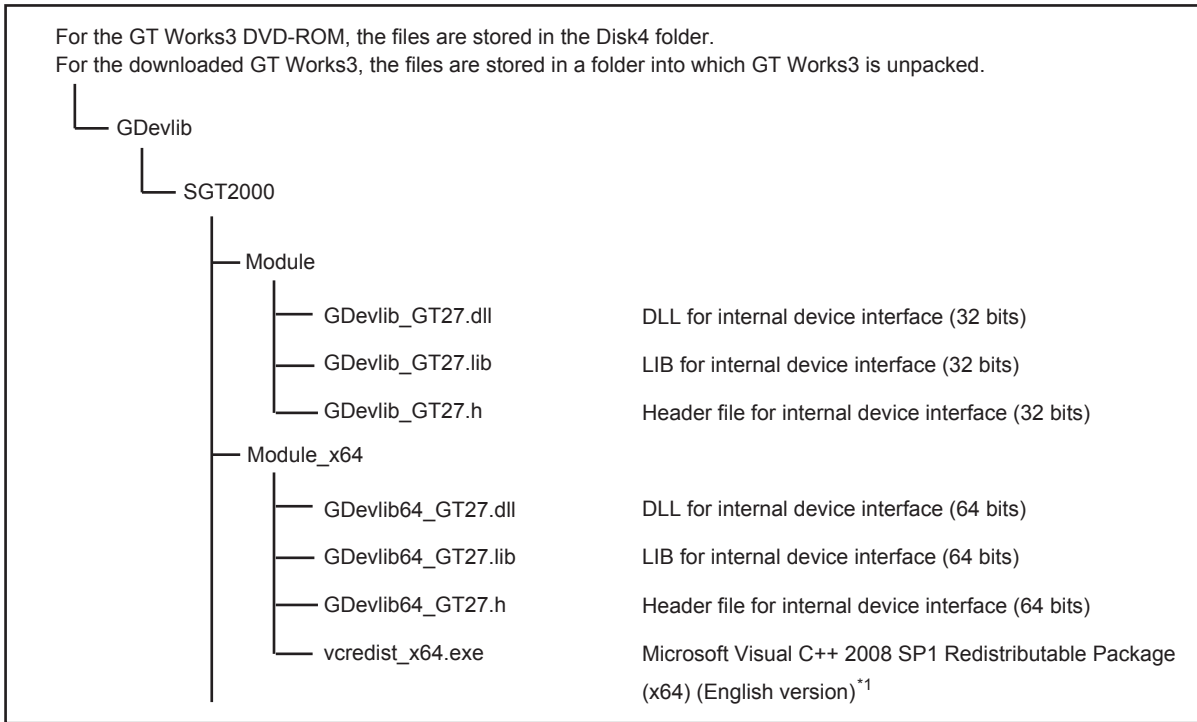 For the GT Works3 DVD-ROM, the files are stored in the Disk4 folder.
For the downloaded GT Works3, the files are stored in a folder into which GT Works3 is unpacked.
GDevlib
SGT2000
Module
GDevlib_GT27.dll DLL for internal device interface (32 bits)
GDevlib_GT27.lib LIB for internal device interface (32 bits)
GDevlib_GT27.h Header file for internal device interface (32 bits)
Module_x64
GDevlib64_GT27.dll DLL for internal device interface (64 bits)
GDevlib64_GT27.lib LIB for internal device interface (64 bits)
GDevlib64_GT27.h Header file for internal device interface (64 bits)
vcredist_x64.exe Microsoft Visual C++ 2008 SP1 Redistributable Package
(x64) (English version)*1